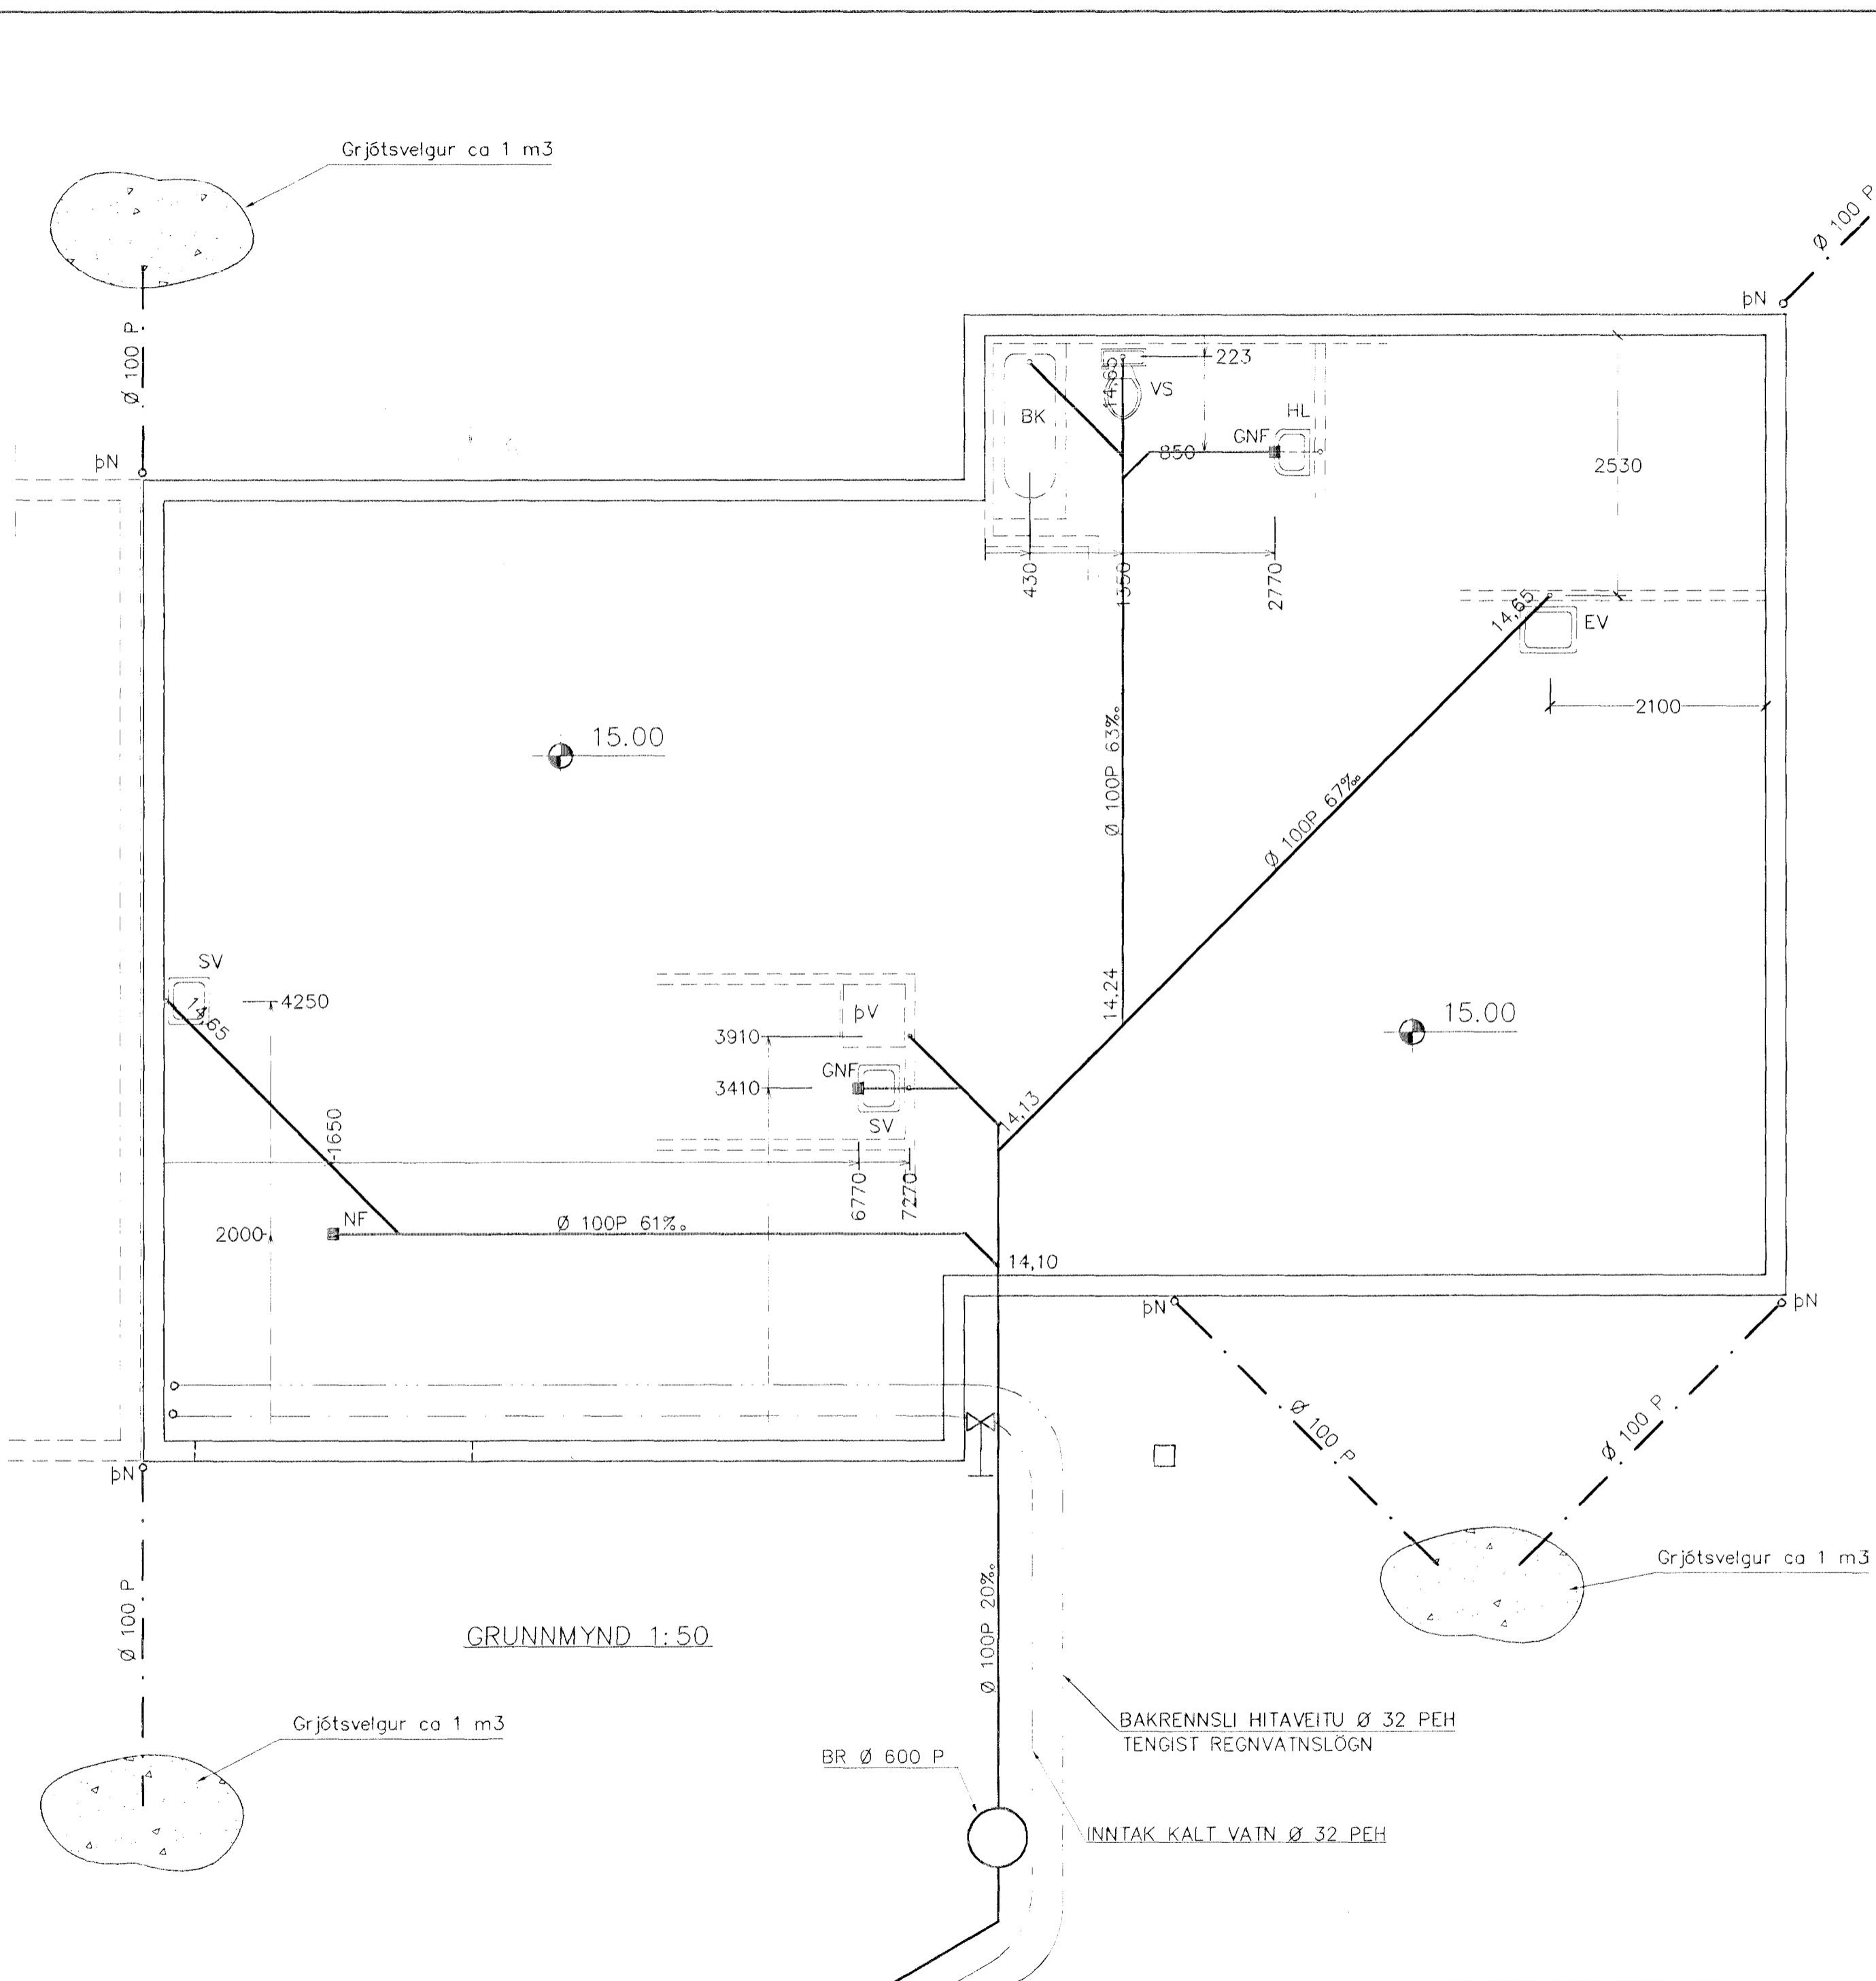 Grjótsvelgur ca 1 m3
Ø 100 P
þN
Ø 100 P
þN
223
14,65
VS
BK
HL
GNF
850
2530
430
1350
2770
14,65
EV
2100
15.00
Ø 100P 63‰
Ø 100P 67‰
SV
14,65
4250
14,24
15.00
þV
3910
GNF
3410
SV
14,13
1650
6770
7270
NF
2000
Ø 100P 61‰
14,10
þN
þN
þN
Ø 100 P
Ø 100 P
Ø 100 P
Grjótsvelgur ca 1 m3
GRUNNMYND 1:50
Ø 100P 20‰
Grjótsvelgur ca 1 m3
BAKRENNSLI HITAVEITU Ø 32 PEH
TENGIST REGNVATNSLÖGN
BR Ø 600 P
INNTAK KALT VATN Ø 32 PEH